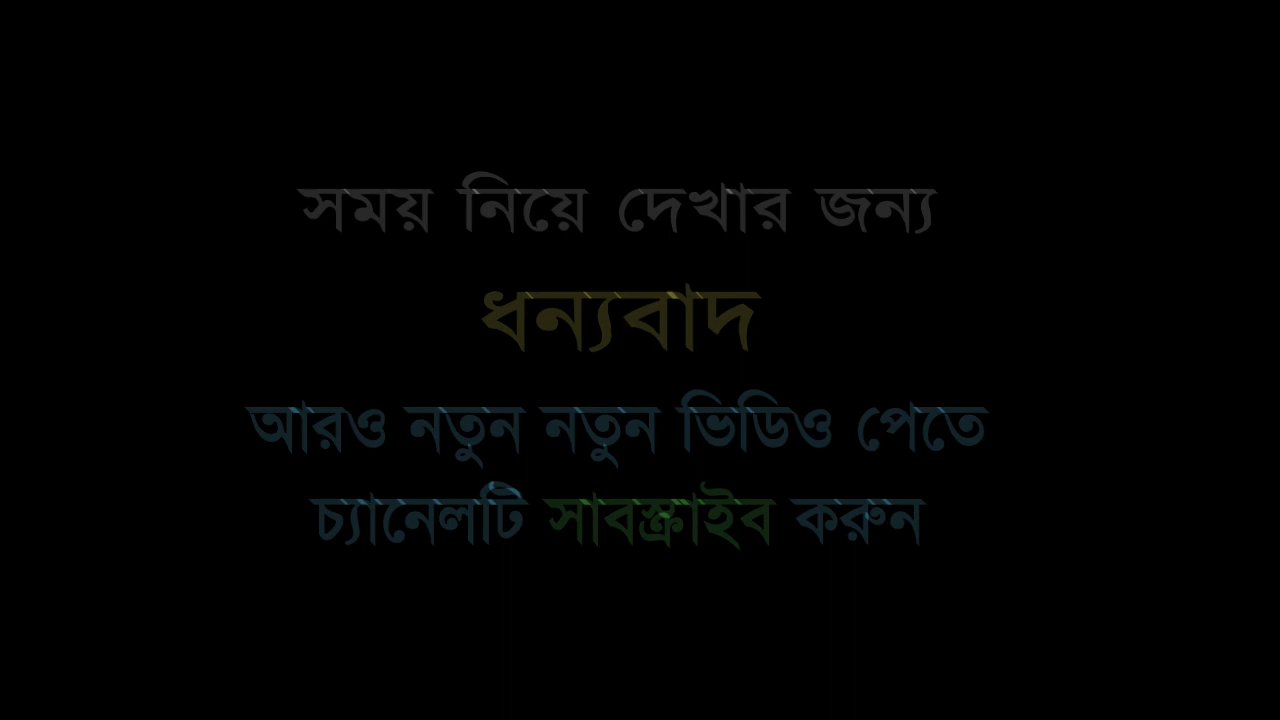 সময় নিয়ে দেখার জন্য
ধন্যবাদ
আরও নতুন নতুন ভিডিও পেতে
চ্যানেলটি সাবস্ক্রাইব করুন